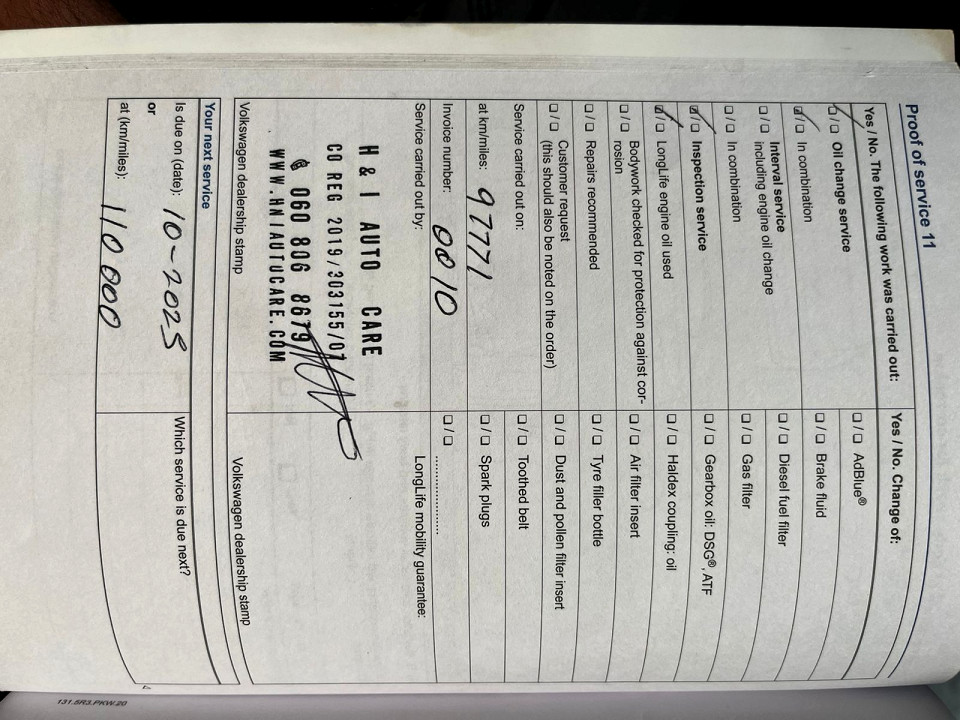 Proof of service 11
Yes / No. The following work was carried out:
☑/☐ Oil change service
☑/☐ In combination
☐/☐ Interval service
including engine oil change
☐/☐ In combination
☑/☐ Inspection service
☑/☐ LongLife engine oil used
☐/☐ Bodywork checked for protection against cor-
rosion
☐/☐ Repairs recommended
☐/☐ Customer request
(this should also be noted on the order)
Service carried out on:
at km/miles: 97771
Invoice number: 0010
Service carried out by:
H & I AUTO CARE
CO REG 2019/303155/07
✆ 060 806 8679
WWW.HNIAUTOCARE.COM
Volkswagen dealership stamp
Yes / No. Change of:
☐/☐ AdBlue®
☐/☐ Brake fluid
☐/☐ Diesel fuel filter
☐/☐ Gas filter
☐/☐ Gearbox oil: DSG®, ATF
☐/☐ Haldex coupling: oil
☐/☐ Air filter insert
☐/☐ Tyre filler bottle
☐/☐ Dust and pollen filter insert
☐/☐ Toothed belt
☐/☐ Spark plugs
☐/☐ ....................
LongLife mobility guarantee:
Volkswagen dealership stamp
Your next service
Is due on (date): 10-2025
or
at (km/miles): 110 000
Which service is due next?
131.5R3.PKW.20